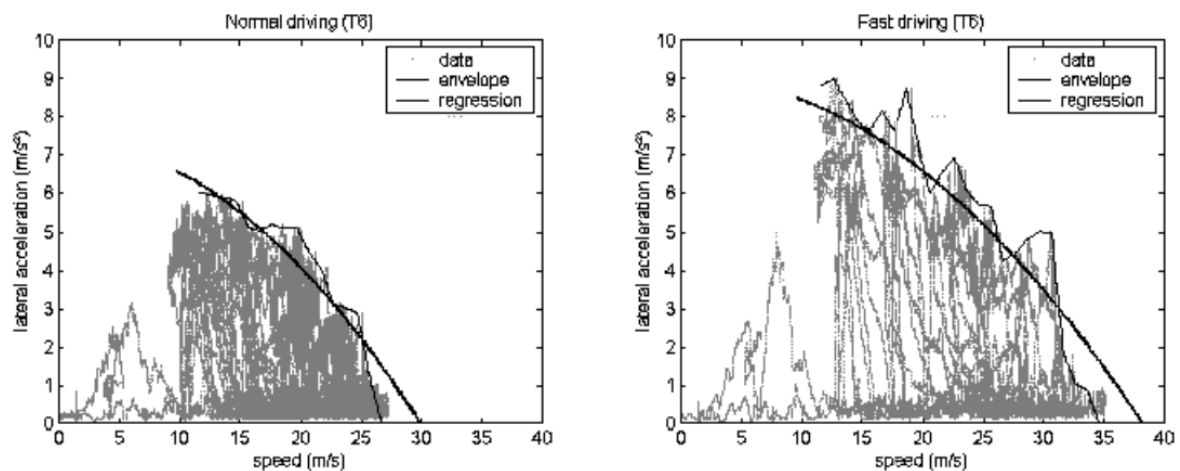 Normal driving (T6)
10
9
8
7
6
5
4
3
2
1
0
lateral acceleration (m/s²)
data
envelope
regression
0 5 10 15 20 25 30 35 40
speed (m/s)
Fast driving (T6)
10
9
8
7
6
5
4
3
2
1
0
lateral acceleration (m/s²)
data
envelope
regression
0 5 10 15 20 25 30 35 40
speed (m/s)